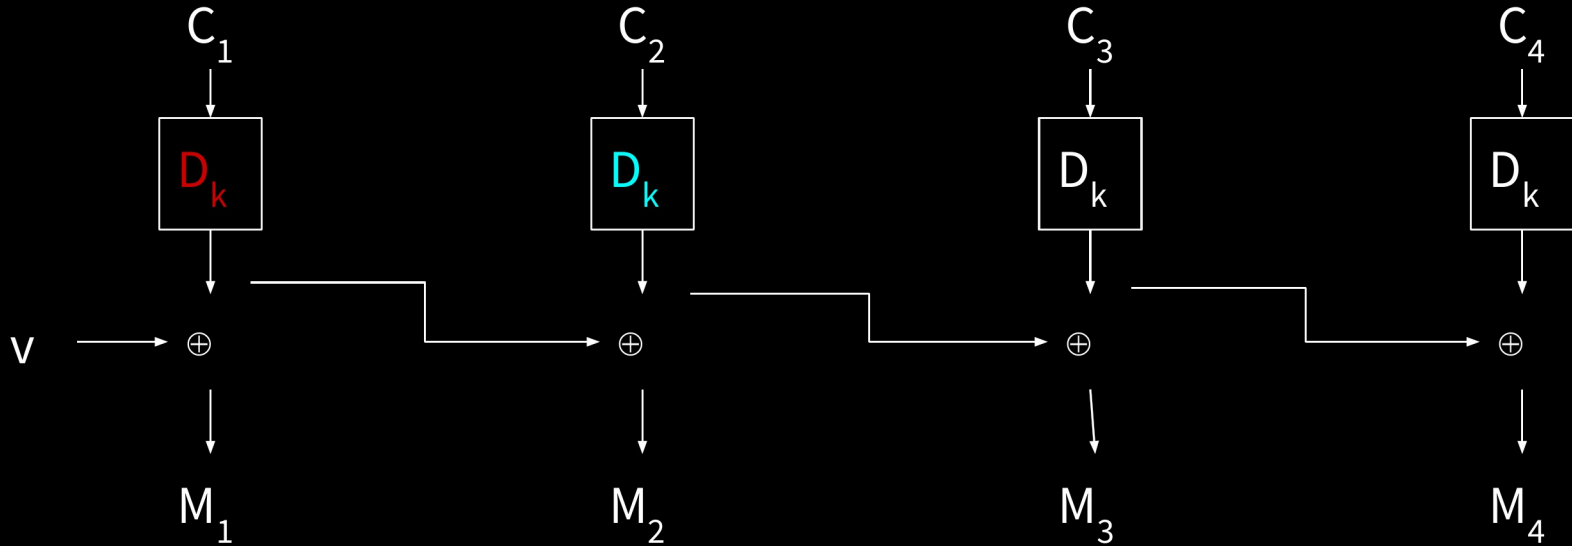 C₁ C₂ C₃ C₄
Dₖ Dₖ Dₖ Dₖ
v ⊕ ⊕ ⊕ ⊕
M₁ M₂ M₃ M₄